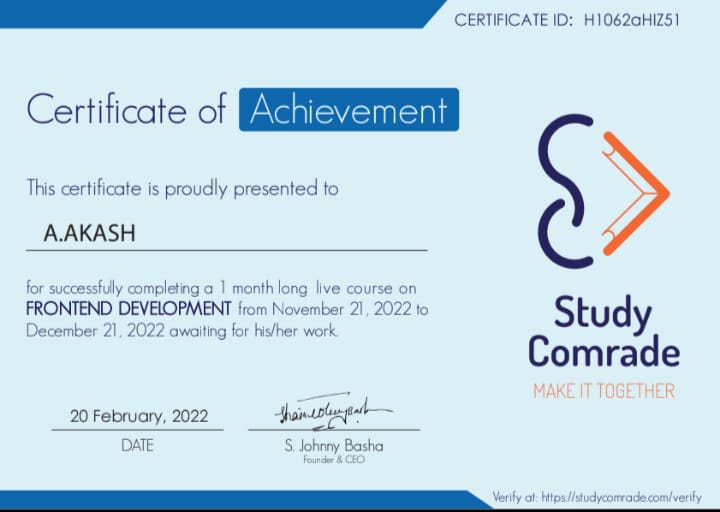 CERTIFICATE ID: H1062aHIZ51
Certificate of Achievement
This certificate is proudly presented to
A.AKASH
for successfully completing a 1 month long live course on
FRONTEND DEVELOPMENT from November 21, 2022 to
December 21, 2022 awaiting for his/her work.
Study
Comrade
MAKE IT TOGETHER
20 February, 2022
DATE
S. Johnny Basha
Founder & CEO
Verify at: https://studycomrade.com/verify